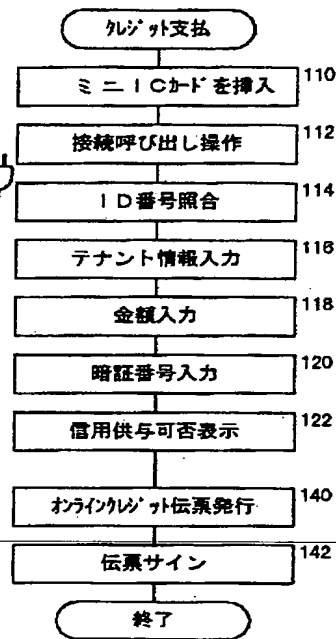 クレジット支払
ミニICカードを挿入
110
接続呼び出し操作
112
ID番号照合
114
テナント情報入力
116
金額入力
118
暗証番号入力
120
信用供与可否表示
122
オンラインクレジット伝票発行
140
伝票サイン
142
終了